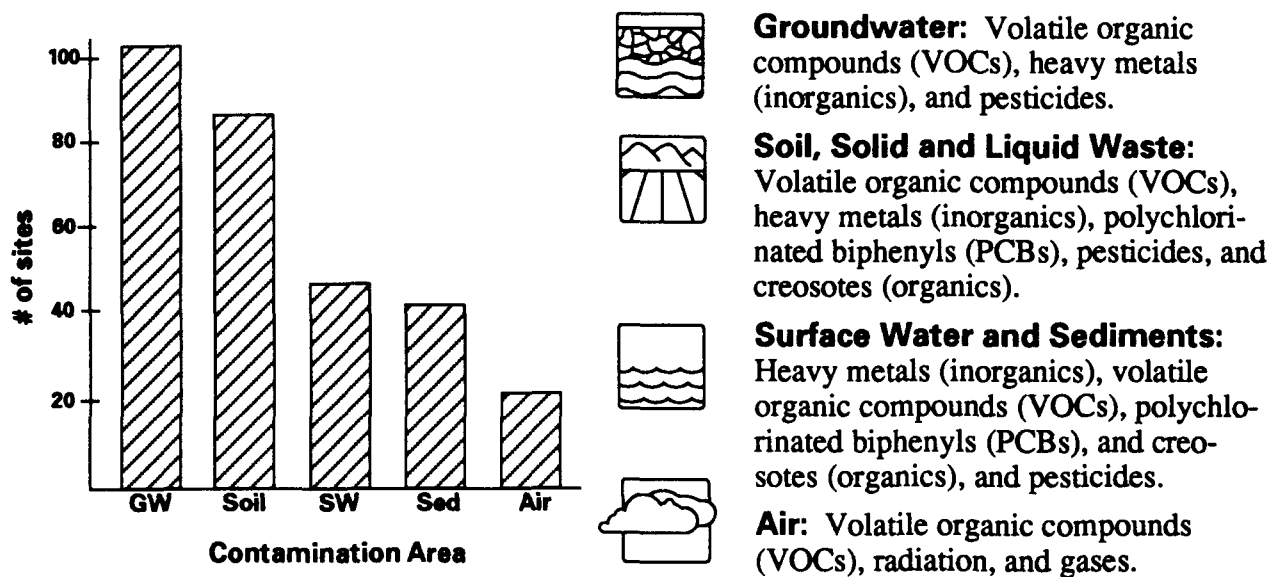 100
80
60
40
20
# of sites
GW Soil SW Sed Air
Contamination Area
Groundwater: Volatile organic
compounds (VOCs), heavy metals
(inorganics), and pesticides.
Soil, Solid and Liquid Waste:
Volatile organic compounds (VOCs),
heavy metals (inorganics), polychlori-
nated biphenyls (PCBs), pesticides, and
creosotes (organics).
Surface Water and Sediments:
Heavy metals (inorganics), volatile
organic compounds (VOCs), polychlo-
rinated biphenyls (PCBs), and creo-
sotes (organics), and pesticides.
Air: Volatile organic compounds
(VOCs), radiation, and gases.